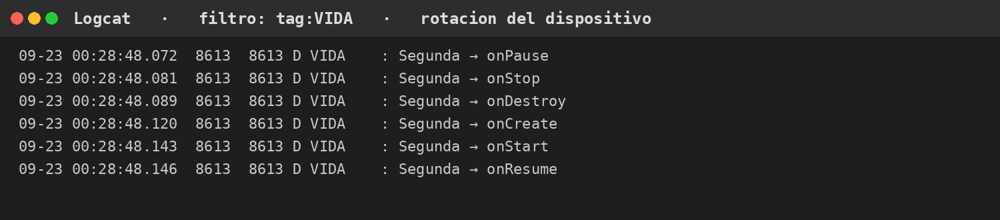 Logcat · filtro: tag:VIDA · rotacion del dispositivo
09-23 00:28:48.072  8613  8613 D VIDA    : Segunda → onPause
09-23 00:28:48.081  8613  8613 D VIDA    : Segunda → onStop
09-23 00:28:48.089  8613  8613 D VIDA    : Segunda → onDestroy
09-23 00:28:48.120  8613  8613 D VIDA    : Segunda → onCreate
09-23 00:28:48.143  8613  8613 D VIDA    : Segunda → onStart
09-23 00:28:48.146  8613  8613 D VIDA    : Segunda → onResume